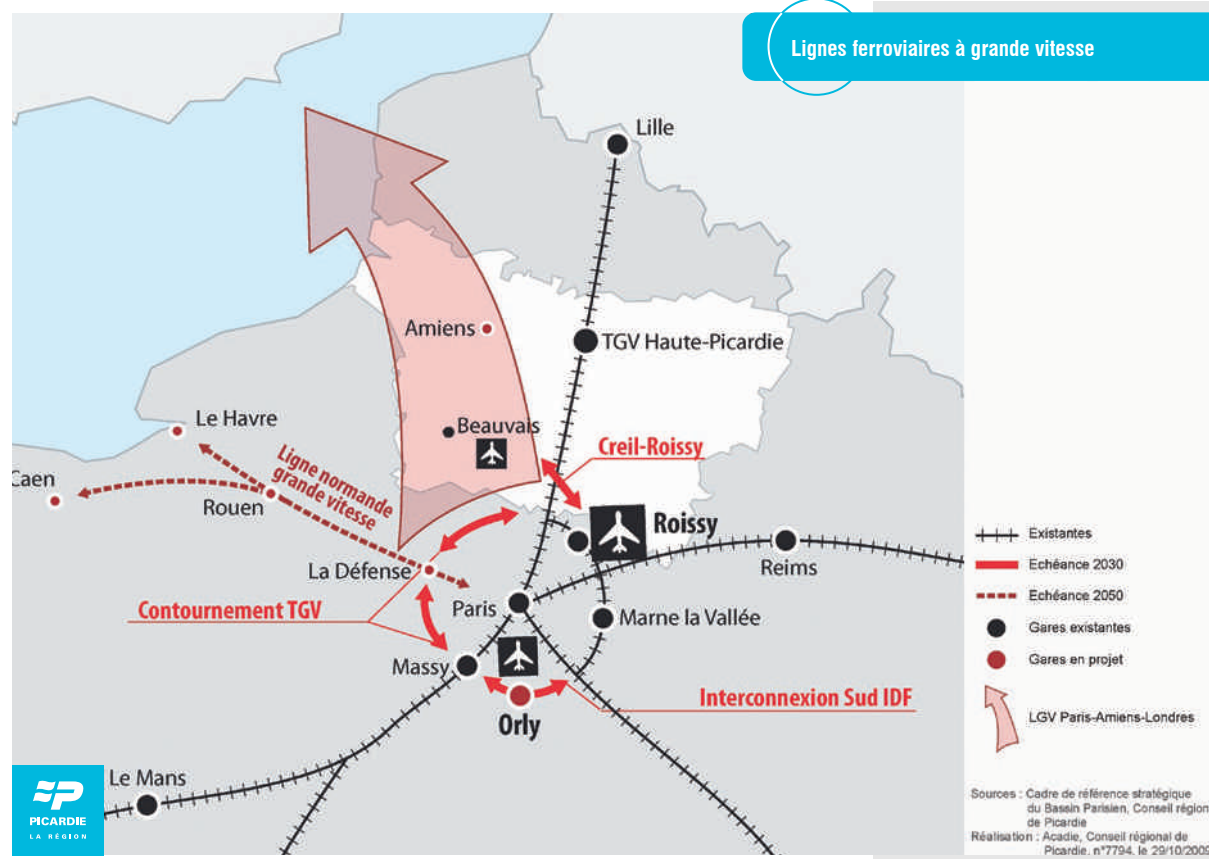 Lignes ferroviaires à grande vitesse
Lille
Amiens
TGV Haute-Picardie
Le Havre
Beauvais
Creil-Roissy
Caen
Ligne normande
grande vitesse
Rouen
Roissy
La Défense
Reims
Contournement TGV
Paris
Marne la Vallée
Massy
Interconnexion Sud IDF
Orly
Le Mans
PICARDIE
LA RÉGION
Existantes
Echéance 2030
Echéance 2050
Gares existantes
Gares en projet
LGV Paris-Amiens-Londres
Sources : Cadre de référence stratégique
du Bassin Parisien, Conseil région
de Picardie
Réalisation : Acadie, Conseil régional de
Picardie, n°7794, le 29/10/2009